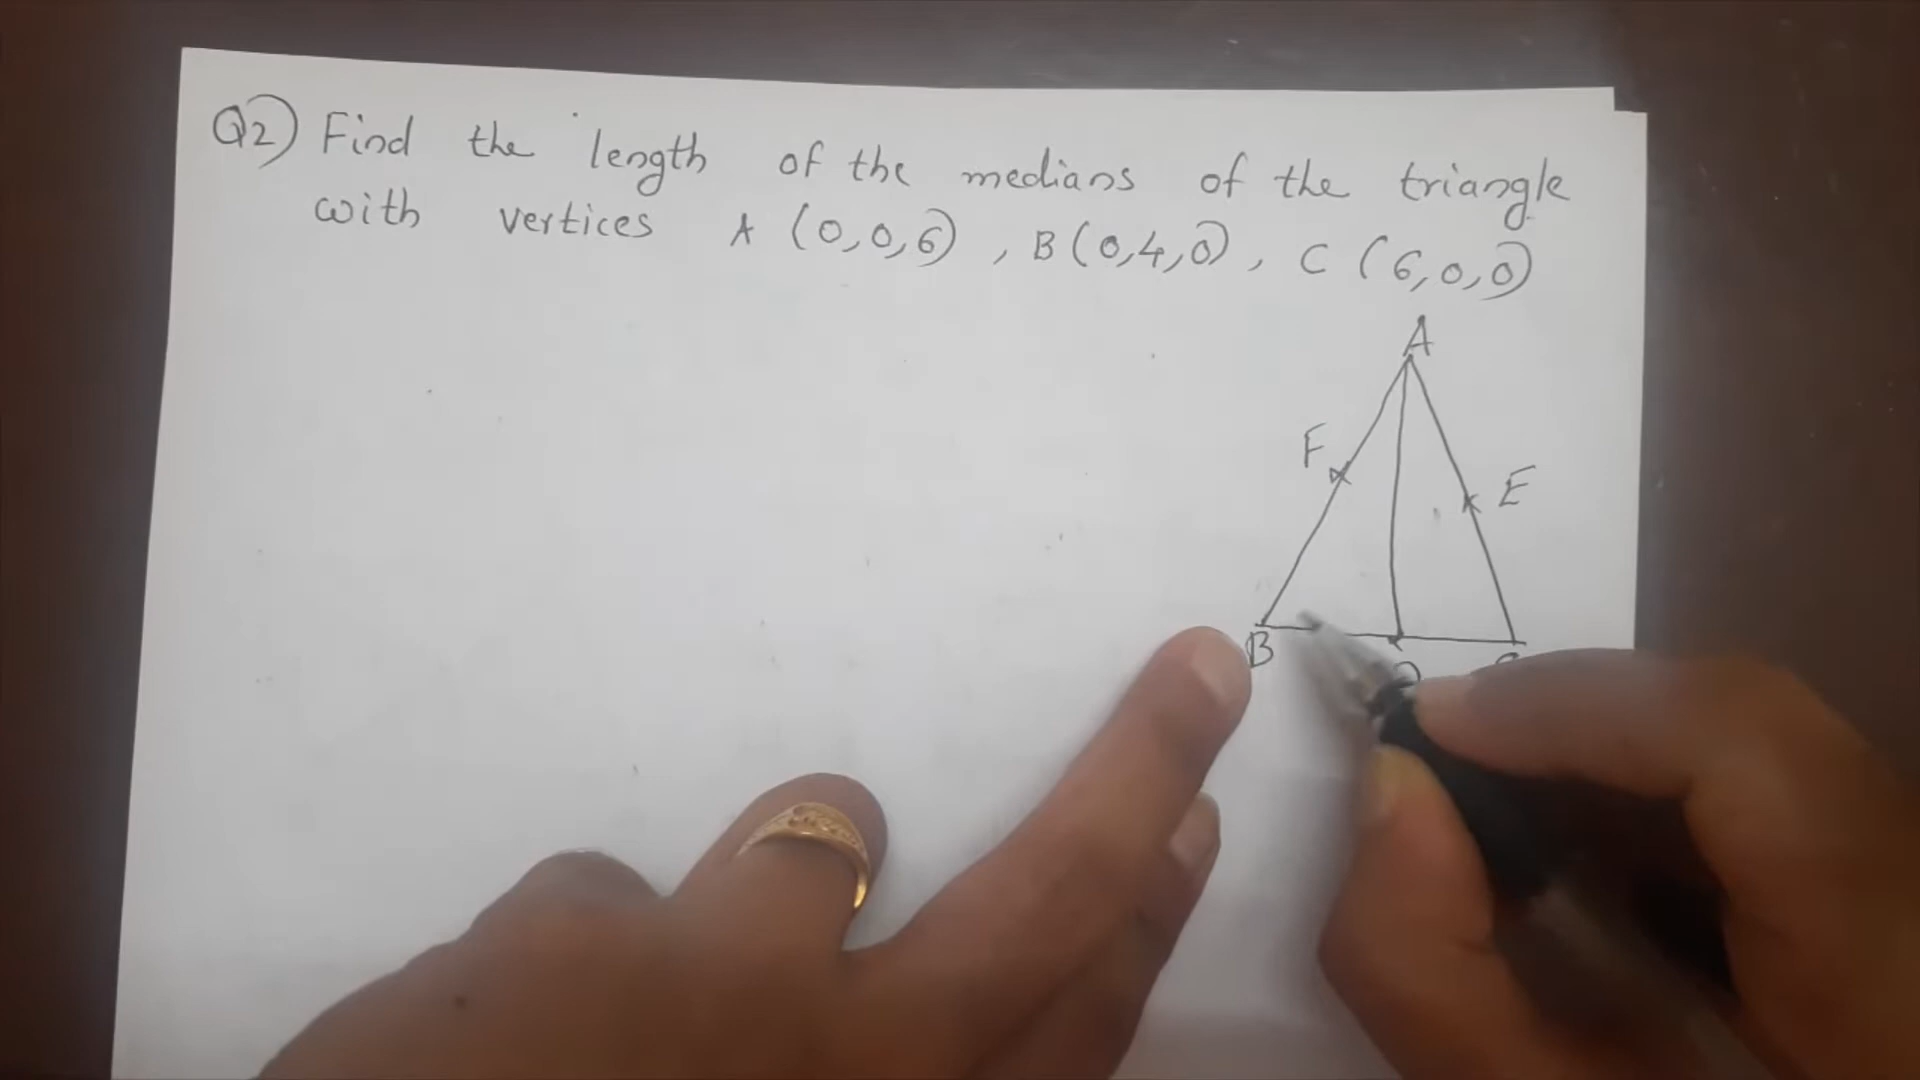 Q2) Find the length of the medians of the triangle
with vertices A (0,0,6) , B(0,4,0) , C (6,0,0)
A
F
E
B
D
C